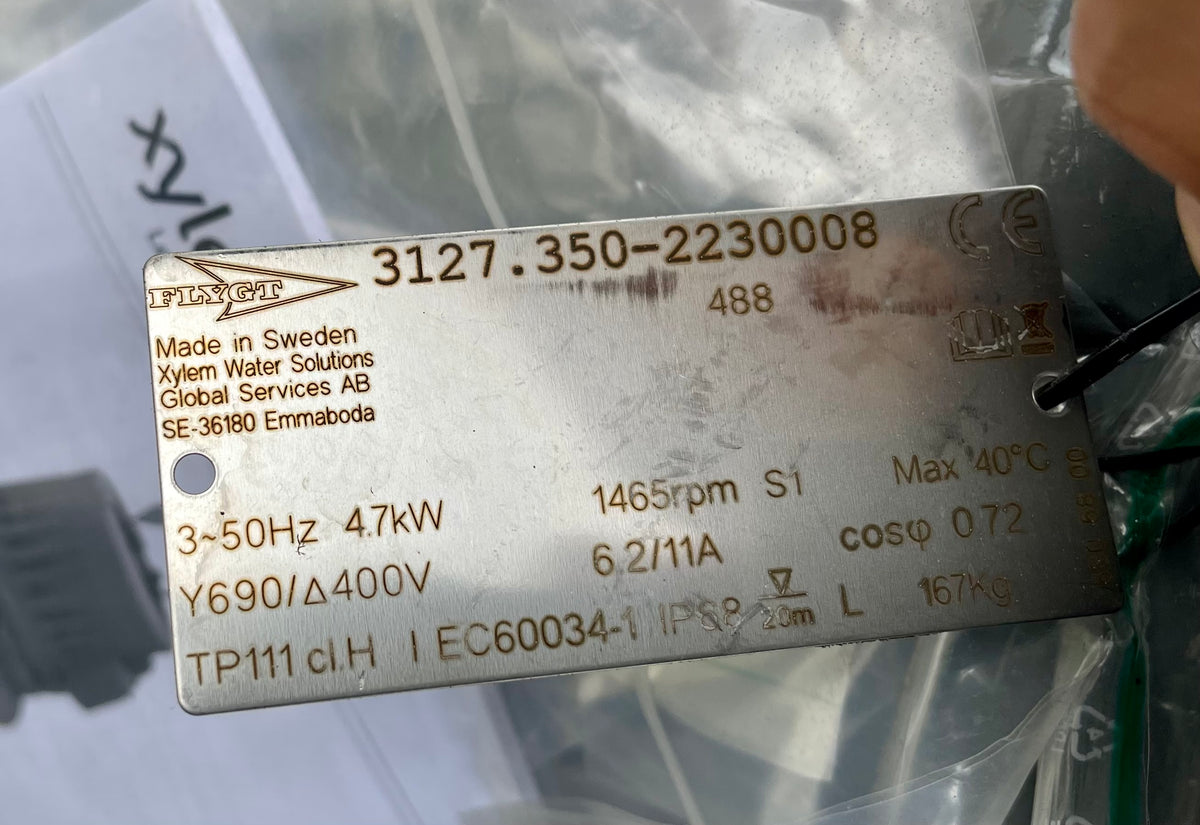 xyle
FLYGT
3127.350-2230008
488
CE
Made in Sweden
Xylem Water Solutions
Global Services AB
SE-36180 Emmaboda
3~50Hz 4.7kW 1465rpm S1 Max 40°C
Y690/Δ400V 6.2/11A cosφ 0.72
TP111 cl.H IEC60034-1 IP68 20m L 167Kg